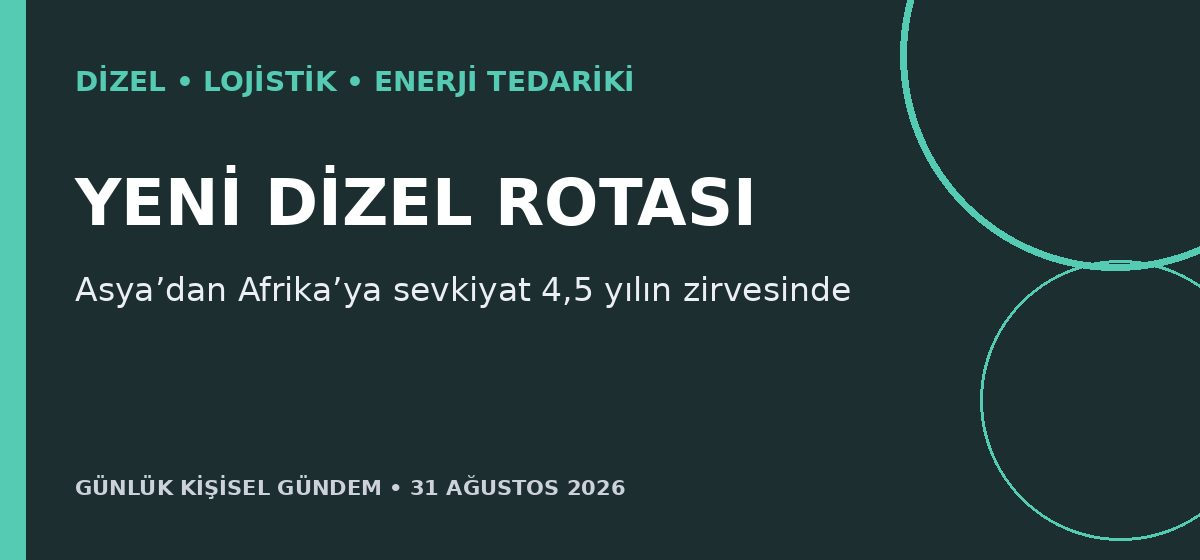 DİZEL • LOJİSTİK • ENERJİ TEDARİKİ
YENİ DİZEL ROTASI
Asya’dan Afrika’ya sevkiyat 4,5 yılın zirvesinde
GÜNLÜK KİŞİSEL GÜNDEM • 31 AĞUSTOS 2026